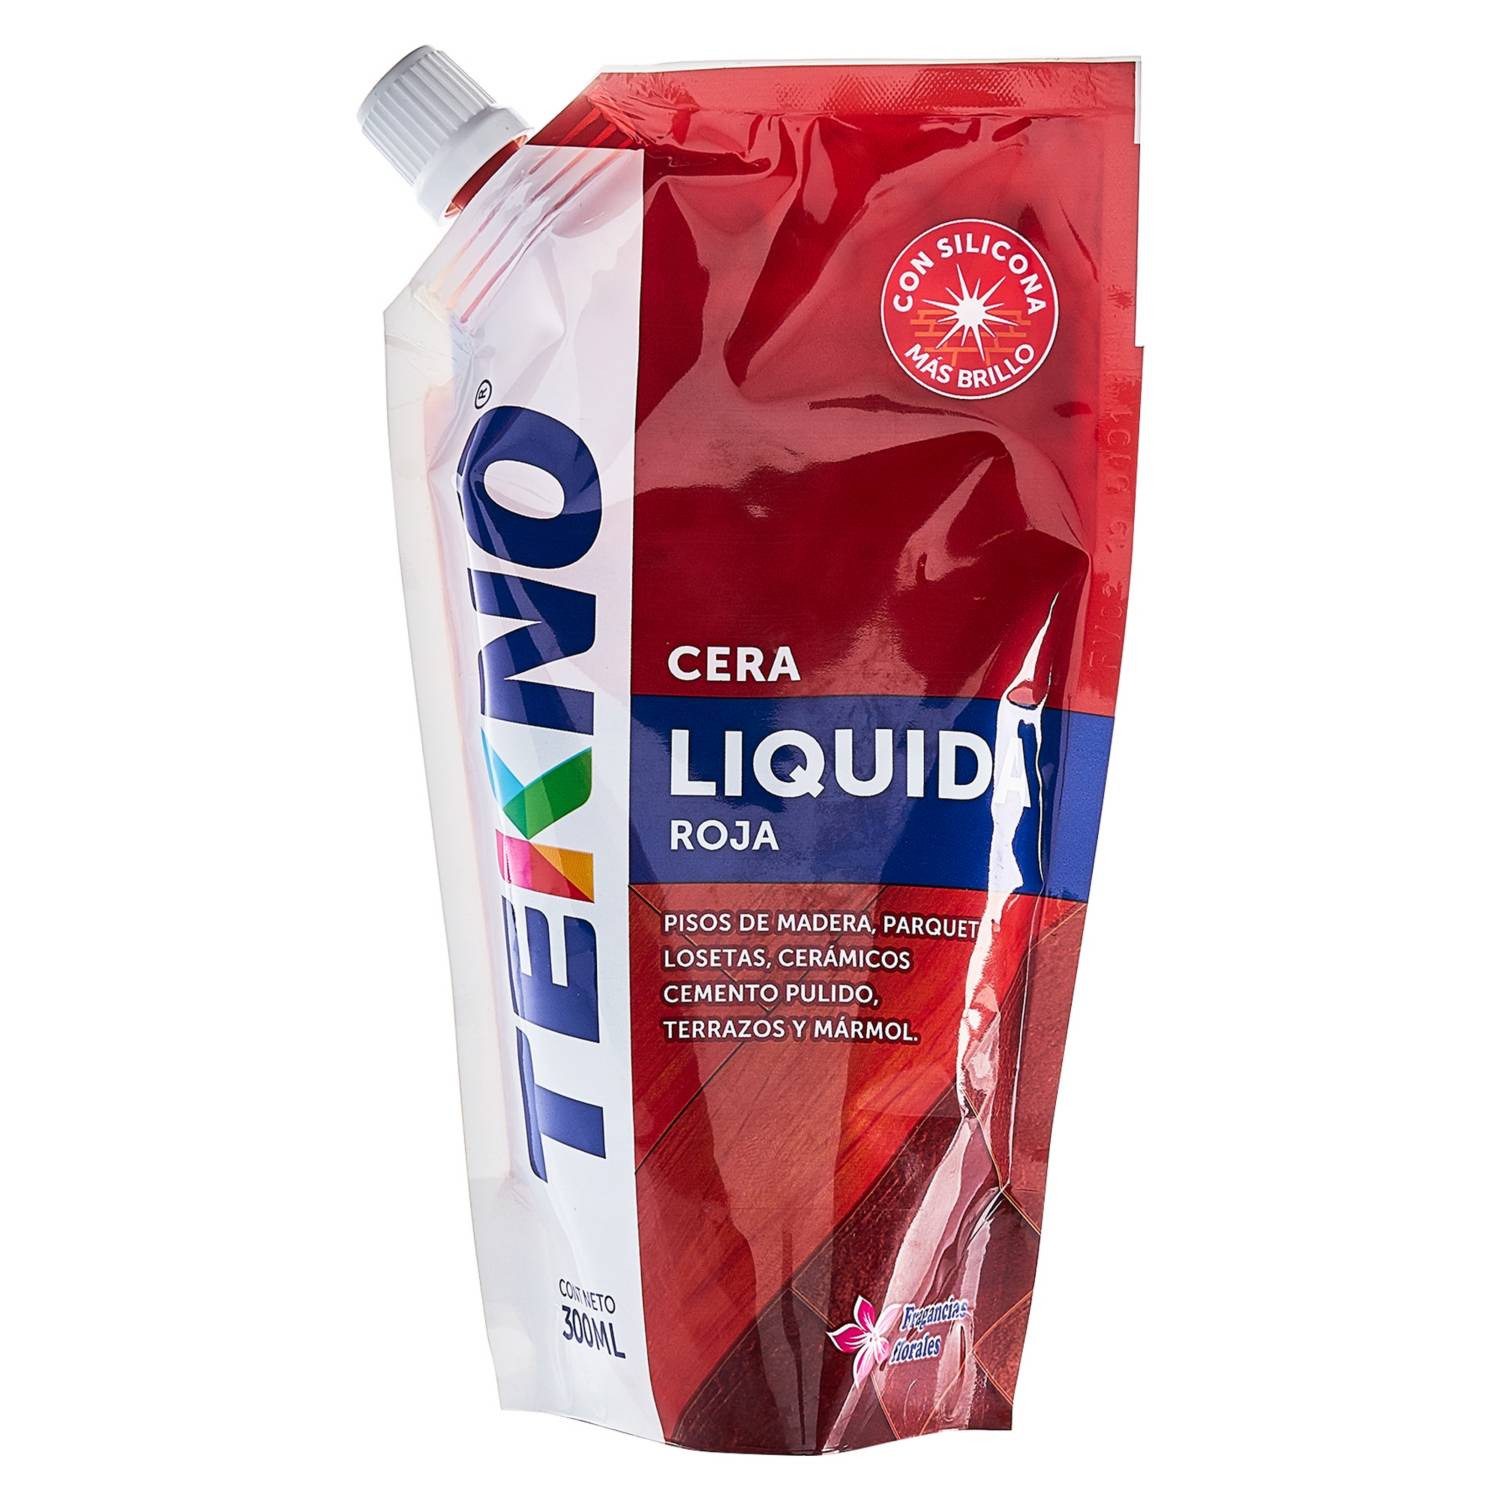 CON SILICONA
MÁS BRILLO
TEKNO®
CERA
LIQUIDA
ROJA
PISOS DE MADERA, PARQUET
LOSETAS, CERÁMICOS
CEMENTO PULIDO,
TERRAZOS Y MÁRMOL.
CONT NETO
300ML
Fragancias
florales